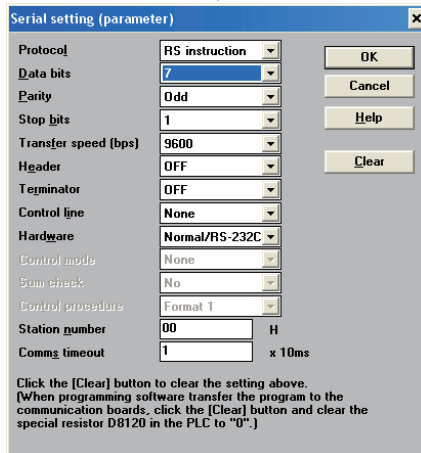 Serial setting (parameter)
Protocol RS instruction OK
Data bits 7
Cancel
Parity Odd
Stop bits 1 Help
Transfer speed (bps) 9600
Header OFF Clear
Terminator OFF
Control line None
Hardware Normal/RS-232C
Control mode None
Sum check No
Control procedure Format 1
Station number 00 H
Comms timeout 1 x 10ms
Click the [Clear] button to clear the setting above.
(When programming software transfer the program to the
communication boards, click the [Clear] button and clear the
special resistor D8120 in the PLC to "0".)